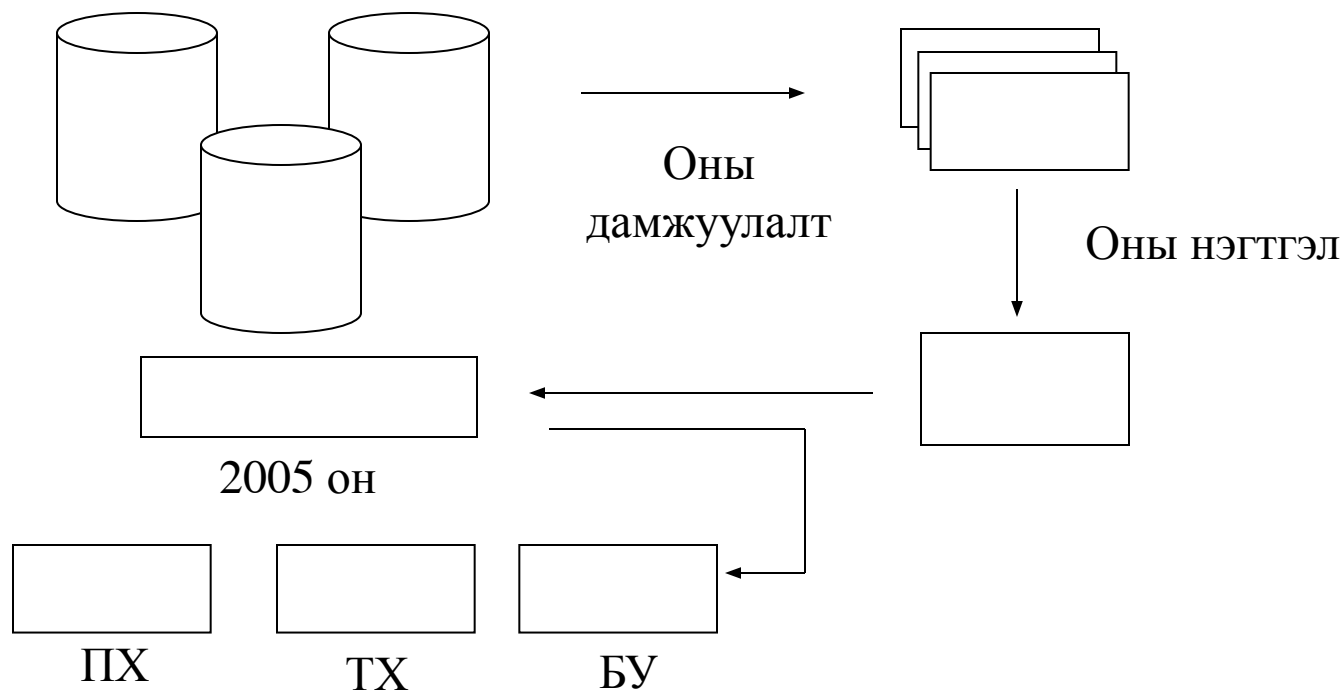 Оны
дамжуулалт
Оны нэгтгэл
2005 он
ПХ
ТХ
БУ